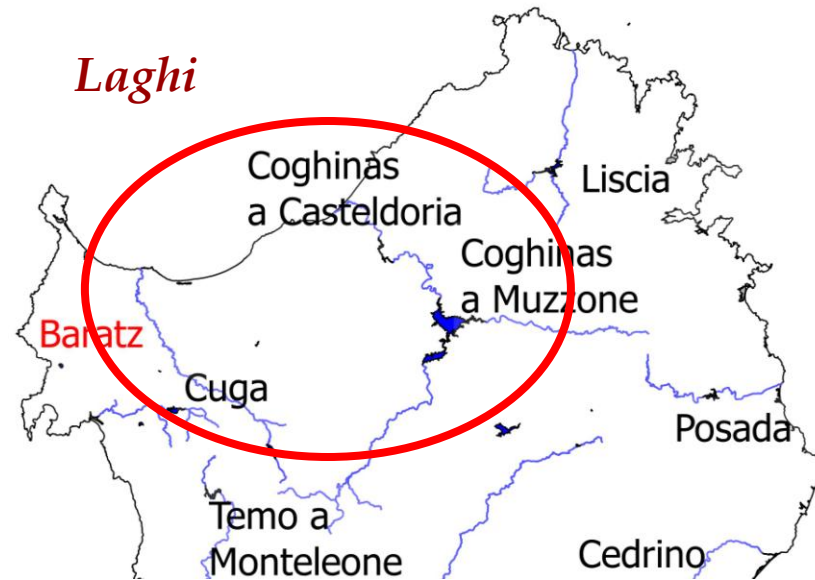 Laghi
Coghinas
a Casteldoria
Liscia
Coghinas
a Muzzone
Baratz
Cuga
Posada
Temo a
Monteleone
Cedrino